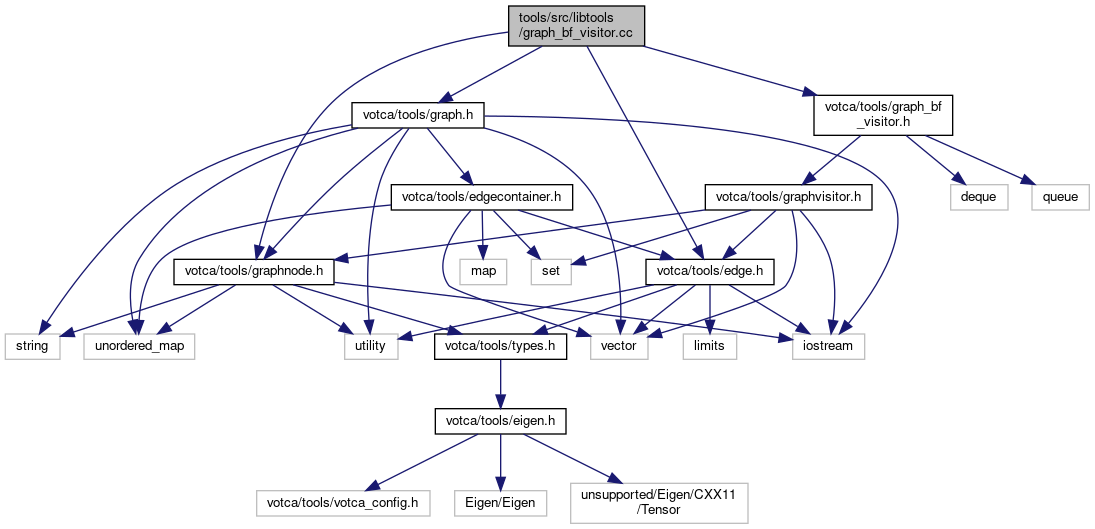 tools/src/libtools
/graph_bf_visitor.cc
votca/tools/graph.h
votca/tools/graph_bf
_visitor.h
votca/tools/edgecontainer.h
votca/tools/graphvisitor.h
deque
queue
votca/tools/graphnode.h
map
set
votca/tools/edge.h
string
unordered_map
utility
votca/tools/types.h
vector
limits
iostream
votca/tools/eigen.h
votca/tools/votca_config.h
Eigen/Eigen
unsupported/Eigen/CXX11
/Tensor